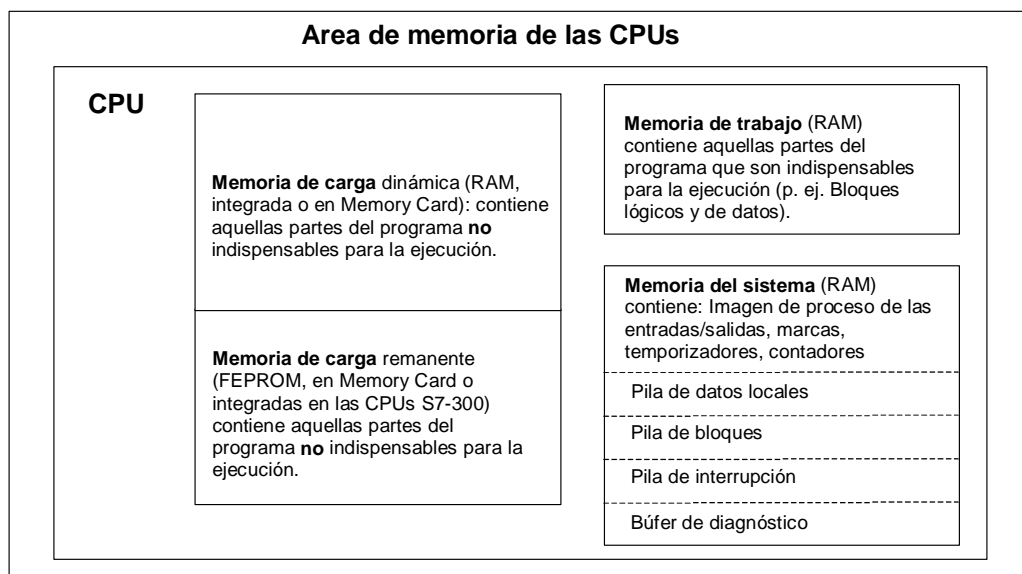 Area de memoria de las CPUs
CPU
Memoria de carga dinámica (RAM,
integrada o en Memory Card): contiene
aquellas partes del programa no
indispensables para la ejecución.
Memoria de carga remanente
(FEPROM, en Memory Card o
integradas en las CPUs S7-300)
contiene aquellas partes del
programa no indispensables para la
ejecución.
Memoria de trabajo (RAM)
contiene aquellas partes del
programa que son indispensables
para la ejecución (p. ej. Bloques
lógicos y de datos).
Memoria del sistema (RAM)
contiene: Imagen de proceso de las
entradas/salidas, marcas,
temporizadores, contadores
Pila de datos locales
Pila de bloques
Pila de interrupción
Búfer de diagnóstico